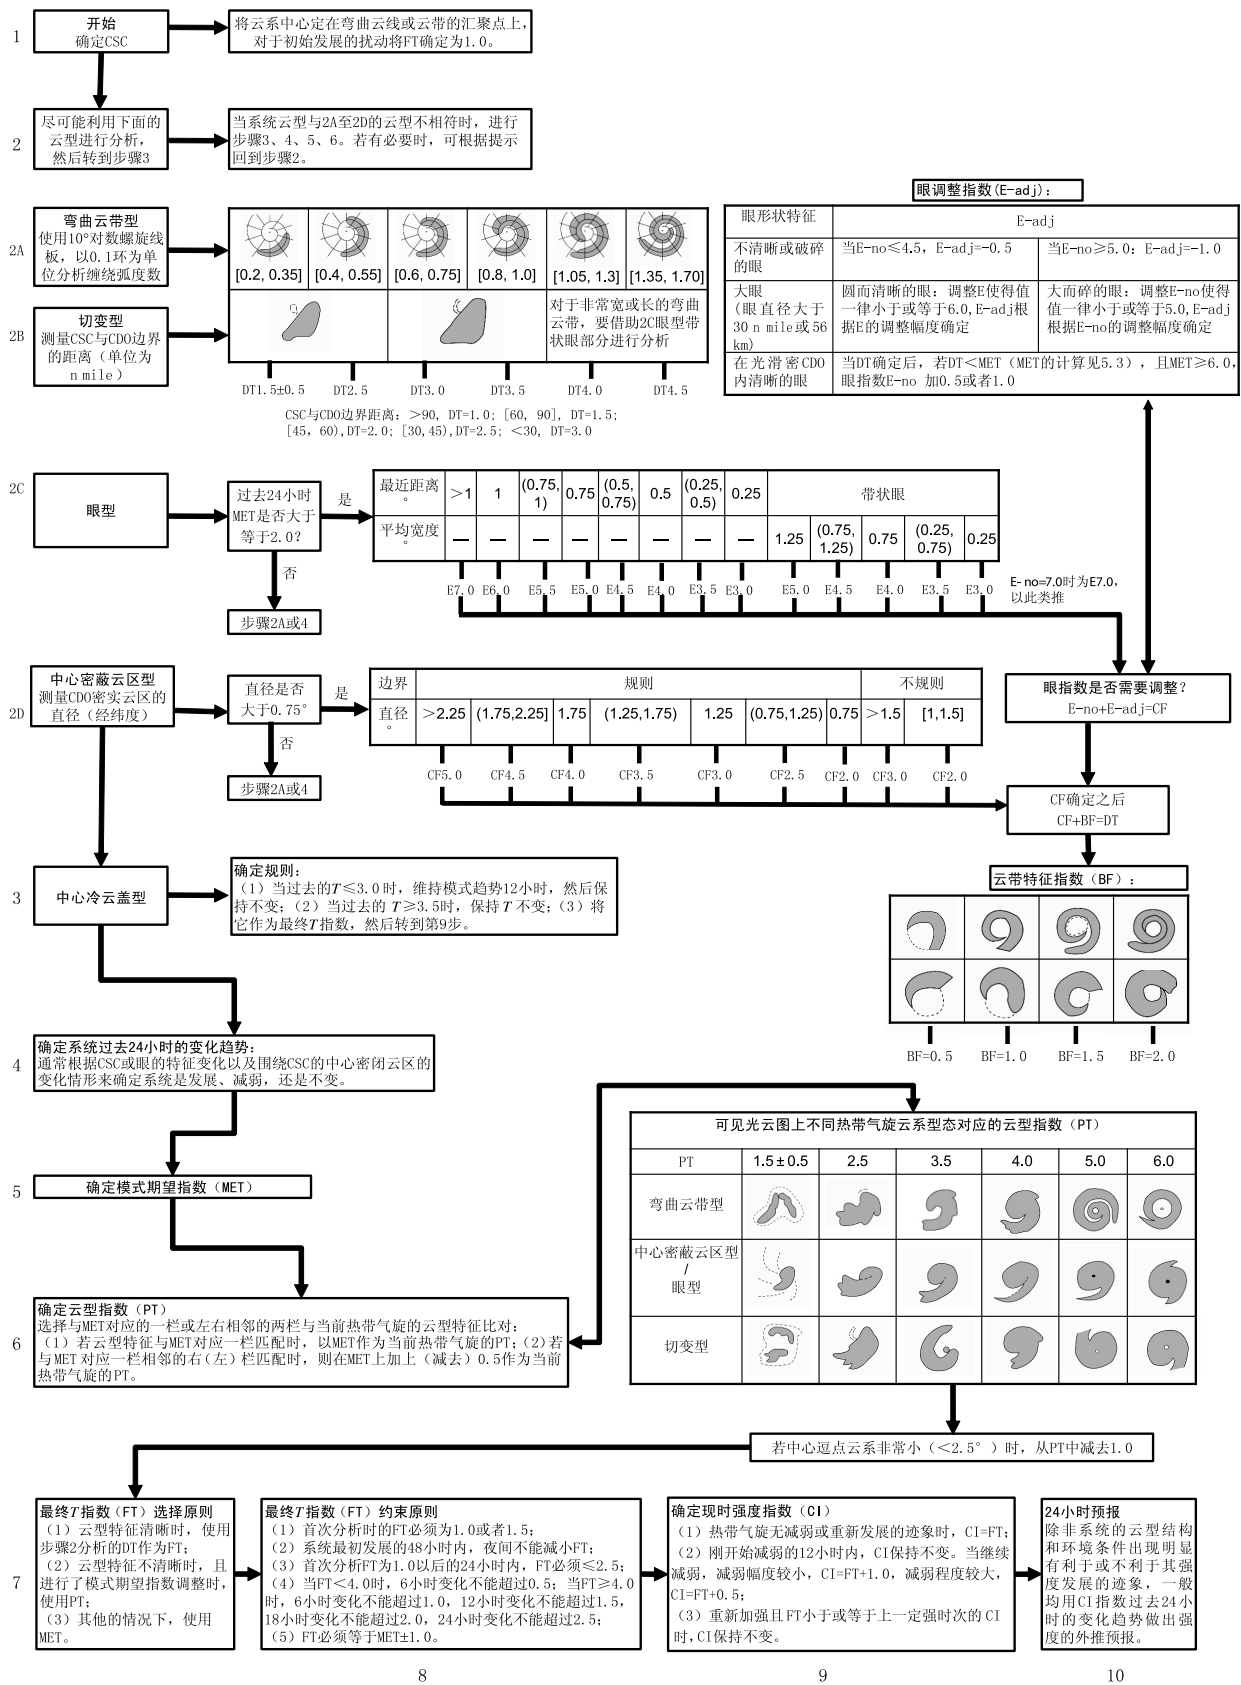 1
开始
确定CSC
将云系中心定在弯曲云线或云带的汇聚点上,
对于初始发展的扰动将FT确定为1.0。
2
尽可能利用下面的
云型进行分析,
然后转到步骤3
当系统云型与2A至2D的云型不相符时, 进行
步骤3、4、5、6。若有必要时, 可根据提示
回到步骤2。
眼调整指数(E-adj):
眼形状特征
E-adj
不清晰或破碎
的眼
当E-no≤4.5, E-adj=-0.5
当E-no≥5.0; E-adj=-1.0
大眼
(眼直径大于
30 n mile或56
km)
圆而清晰的眼: 调整E使得值
一律小于或等于6.0, E-adj根
据E的调整幅度确定
大而碎的眼: 调整E-no使得
值一律小于或等于5.0, E-adj
根据E-no的调整幅度确定
在光滑密CDO
内清晰的眼
当DT确定后, 若DT<MET (MET的计算见5.3), 且MET≥6.0,
眼指数E-no 加0.5或者1.0
2A
弯曲云带型
使用10°对数螺旋线
板, 以0.1环为单
位分析缠绕弧度数
[0.2, 0.35] [0.4, 0.55] [0.6, 0.75] [0.8, 1.0] [1.05, 1.3] [1.35, 1.70]
2B
切变型
测量CSC与CDO边界
的距离 (单位为
n mile)
对于非常宽或长的弯曲
云带, 要借助2C眼型带
状眼部分进行分析
DT1.5±0.5 DT2.5 DT3.0 DT3.5 DT4.0 DT4.5
CSC与CDO边界距离: >90, DT=1.0; [60, 90], DT=1.5;
[45, 60), DT=2.0; [30,45), DT=2.5; <30, DT=3.0
2C
眼型
过去24小时
MET是否大于
等于2.0?
是
否
步骤2A或4
最近距离
°
>1 1 (0.75, 1) 0.75 (0.5, 0.75) 0.5 (0.25, 0.5) 0.25 带状眼
平均宽度
°
— — — — — — — — 1.25 (0.75, 1.25) 0.75 (0.25, 0.75) 0.25
E7.0 E6.0 E5.5 E5.0 E4.5 E4.0 E3.5 E3.0 E5.0 E4.5 E4.0 E3.5 E3.0
E-no=7.0时为E7.0,
以此类推
2D
中心密蔽云区型
测量CDO密实云区的
直径 (经纬度)
直径是否
大于0.75°
是
否
步骤2A或4
边界 规则 不规则
直径
°
>2.25 (1.75,2.25] 1.75 (1.25,1.75) 1.25 (0.75,1.25) 0.75 >1.5 [1,1.5]
CF5.0 CF4.5 CF4.0 CF3.5 CF3.0 CF2.5 CF2.0 CF3.0 CF2.0
眼指数是否需要调整?
E-no+E-adj=CF
CF确定之后
CF+BF=DT
云带特征指数 (BF):
BF=0.5 BF=1.0 BF=1.5 BF=2.0
3
中心冷云盖型
确定规则:
(1) 当过去的T≤3.0时, 维持模式趋势12小时, 然后保
持不变; (2) 当过去的 T≥3.5时, 保持T 不变; (3) 将
它作为最终T指数, 然后转到第9步。
4
确定系统过去24小时的变化趋势:
通常根据CSC或眼的特征变化以及围绕CSC的中心密闭云区的
变化情形来确定系统是发展、减弱, 还是不变。
5
确定模式期望指数 (MET)
6
确定云型指数 (PT)
选择与MET对应的一栏或左右相邻的两栏与当前热带气旋的云型特征比对:
(1) 若云型特征与MET对应一栏匹配时, 以MET作为当前热带气旋的PT; (2)若
与MET对应一栏相邻的右(左)栏匹配时, 则在MET上加上 (减去) 0.5作为当前
热带气旋的PT。
可见光云图上不同热带气旋云系型态对应的云型指数 (PT)
PT 1.5±0.5 2.5 3.5 4.0 5.0 6.0
弯曲云带型
中心密蔽云区型
/
眼型
切变型
若中心逗点云系非常小 (<2.5°) 时, 从PT中减去1.0
7
最终T指数 (FT) 选择原则
(1) 云型特征清晰时, 使用
步骤2分析的DT作为FT;
(2) 云型特征不清晰时, 且
进行了模式期望指数调整时,
使用PT;
(3) 其他的情况下, 使用
MET。
最终T指数 (FT) 约束原则
(1) 首次分析时的FT必须为1.0或者1.5;
(2) 系统最初发展的48小时内, 夜间不能减小FT;
(3) 首次分析FT为1.0以后的24小时内, FT必须≤2.5;
(4) 当FT<4.0时, 6小时变化不能超过0.5; 当FT≥4.0
时, 6小时变化不能超过1.0, 12小时变化不能超过1.5,
18小时变化不能超过2.0, 24小时变化不能超过2.5;
(5) FT必须等于MET±1.0。
确定现时强度指数 (CI)
(1) 热带气旋无减弱或重新发展的迹象时, CI=FT;
(2) 刚开始减弱的12小时内, CI保持不变。当继续
减弱, 减弱幅度较小, CI=FT+1.0, 减弱程度较大,
CI=FT+0.5;
(3) 重新加强且FT小于或等于上一定强时次的 CI
时, CI保持不变。
24小时预报
除非系统的云型结构
和环境条件出现明显
有利于或不利于其强
度发展的迹象, 一般
均用CI指数过去24小
时的变化趋势做出强
度的外推预报。
8
9
10